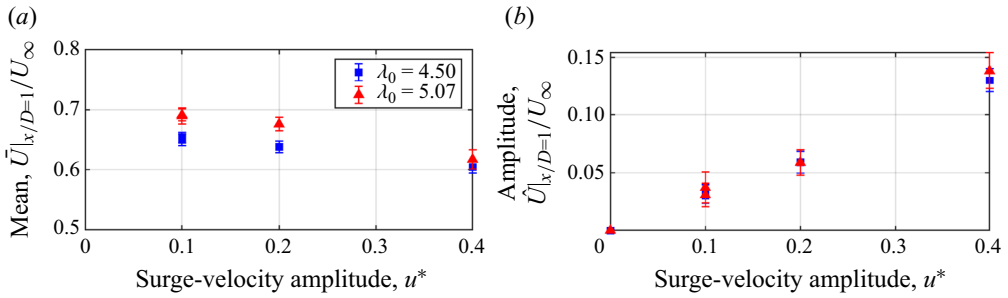 (a)
0.8
0.7
0.6
0.5
0
0.1
0.2
0.3
0.4
Mean, Ū|x/D=1/U∞
Surge-velocity amplitude, u*
λ0 = 4.50
λ0 = 5.07
(b)
0.15
0.10
0.05
0
0.1
0.2
0.3
0.4
Amplitude,
Û|x/D=1/U∞
Surge-velocity amplitude, u*